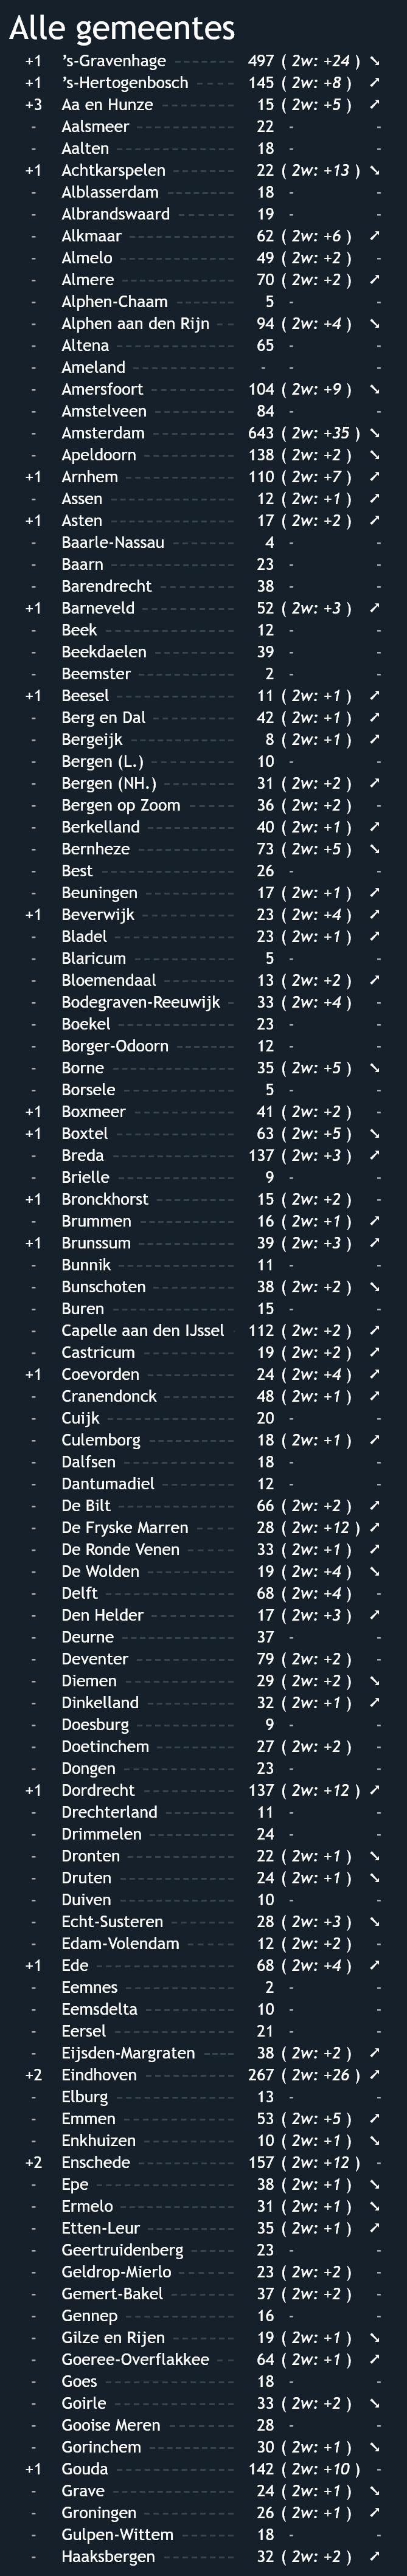 Alle gemeentes
+1 ’s-Gravenhage 497 ( 2w: +24 ) ➘
+1 ’s-Hertogenbosch 145 ( 2w: +8 ) ➚
+3 Aa en Hunze 15 ( 2w: +5 ) ➚
- Aalsmeer 22 - -
- Aalten 18 - -
+1 Achtkarspelen 22 ( 2w: +13 ) ➘
- Alblasserdam 18 - -
- Albrandswaard 19 - -
- Alkmaar 62 ( 2w: +6 ) ➚
- Almelo 49 ( 2w: +2 ) -
- Almere 70 ( 2w: +2 ) ➚
- Alphen-Chaam 5 - -
- Alphen aan den Rijn 94 ( 2w: +4 ) ➘
- Altena 65 - -
- Ameland - - -
- Amersfoort 104 ( 2w: +9 ) ➘
- Amstelveen 84 - -
- Amsterdam 643 ( 2w: +35 ) ➘
- Apeldoorn 138 ( 2w: +2 ) ➘
+1 Arnhem 110 ( 2w: +7 ) ➚
- Assen 12 ( 2w: +1 ) ➚
+1 Asten 17 ( 2w: +2 ) ➚
- Baarle-Nassau 4 - -
- Baarn 23 - -
- Barendrecht 38 - -
+1 Barneveld 52 ( 2w: +3 ) ➚
- Beek 12 - -
- Beekdaelen 39 - -
- Beemster 2 - -
+1 Beesel 11 ( 2w: +1 ) ➚
- Berg en Dal 42 ( 2w: +1 ) ➚
- Bergeijk 8 ( 2w: +1 ) ➚
- Bergen (L.) 10 - -
- Bergen (NH.) 31 ( 2w: +2 ) ➚
- Bergen op Zoom 36 ( 2w: +2 ) -
- Berkelland 40 ( 2w: +1 ) ➚
- Bernheze 73 ( 2w: +5 ) ➘
- Best 26 - -
- Beuningen 17 ( 2w: +1 ) ➚
+1 Beverwijk 23 ( 2w: +4 ) ➚
- Bladel 23 ( 2w: +1 ) ➚
- Blaricum 5 - -
- Bloemendaal 13 ( 2w: +2 ) ➚
- Bodegraven-Reeuwijk 33 ( 2w: +4 ) -
- Boekel 23 - -
- Borger-Odoorn 12 - -
- Borne 35 ( 2w: +5 ) ➘
- Borsele 5 - -
+1 Boxmeer 41 ( 2w: +2 ) -
+1 Boxtel 63 ( 2w: +5 ) ➘
- Breda 137 ( 2w: +3 ) ➚
- Brielle 9 - -
+1 Bronckhorst 15 ( 2w: +2 ) -
- Brummen 16 ( 2w: +1 ) ➚
+1 Brunssum 39 ( 2w: +3 ) ➚
- Bunnik 11 - -
- Bunschoten 38 ( 2w: +2 ) ➘
- Buren 15 - -
- Capelle aan den IJssel 112 ( 2w: +2 ) ➚
- Castricum 19 ( 2w: +2 ) ➚
+1 Coevorden 24 ( 2w: +4 ) ➚
- Cranendonck 48 ( 2w: +1 ) ➚
- Cuijk 20 - -
- Culemborg 18 ( 2w: +1 ) ➚
- Dalfsen 18 - -
- Dantumadiel 12 - -
- De Bilt 66 ( 2w: +2 ) ➚
- De Fryske Marren 28 ( 2w: +12 ) ➚
- De Ronde Venen 33 ( 2w: +1 ) ➚
- De Wolden 19 ( 2w: +4 ) ➘
- Delft 68 ( 2w: +4 ) -
- Den Helder 17 ( 2w: +3 ) ➚
- Deurne 37 - -
- Deventer 79 ( 2w: +2 ) -
- Diemen 29 ( 2w: +2 ) ➘
- Dinkelland 32 ( 2w: +1 ) ➚
- Doesburg 9 - -
- Doetinchem 27 ( 2w: +2 ) -
- Dongen 23 - -
+1 Dordrecht 137 ( 2w: +12 ) ➚
- Drechterland 11 - -
- Drimmelen 24 - -
- Dronten 22 ( 2w: +1 ) ➘
- Druten 24 ( 2w: +1 ) ➘
- Duiven 10 - -
- Echt-Susteren 28 ( 2w: +3 ) ➘
- Edam-Volendam 12 ( 2w: +2 ) -
+1 Ede 68 ( 2w: +4 ) ➚
- Eemnes 2 - -
- Eemsdelta 10 - -
- Eersel 21 - -
- Eijsden-Margraten 38 ( 2w: +2 ) ➚
+2 Eindhoven 267 ( 2w: +26 ) ➚
- Elburg 13 - -
- Emmen 53 ( 2w: +5 ) ➚
- Enkhuizen 10 ( 2w: +1 ) ➘
+2 Enschede 157 ( 2w: +12 ) -
- Epe 38 ( 2w: +1 ) ➘
- Ermelo 31 ( 2w: +1 ) ➘
- Etten-Leur 35 ( 2w: +1 ) ➚
- Geertruidenberg 23 - -
- Geldrop-Mierlo 23 ( 2w: +2 ) -
- Gemert-Bakel 37 ( 2w: +2 ) -
- Gennep 16 - -
- Gilze en Rijen 19 ( 2w: +1 ) ➘
- Goeree-Overflakkee 64 ( 2w: +1 ) ➚
- Goes 18 - -
- Goirle 33 ( 2w: +2 ) ➘
- Gooise Meren 28 - -
- Gorinchem 30 ( 2w: +1 ) ➘
+1 Gouda 142 ( 2w: +10 ) -
- Grave 24 ( 2w: +1 ) ➘
- Groningen 26 ( 2w: +1 ) ➚
- Gulpen-Wittem 18 - -
- Haaksbergen 32 ( 2w: +2 ) ➚